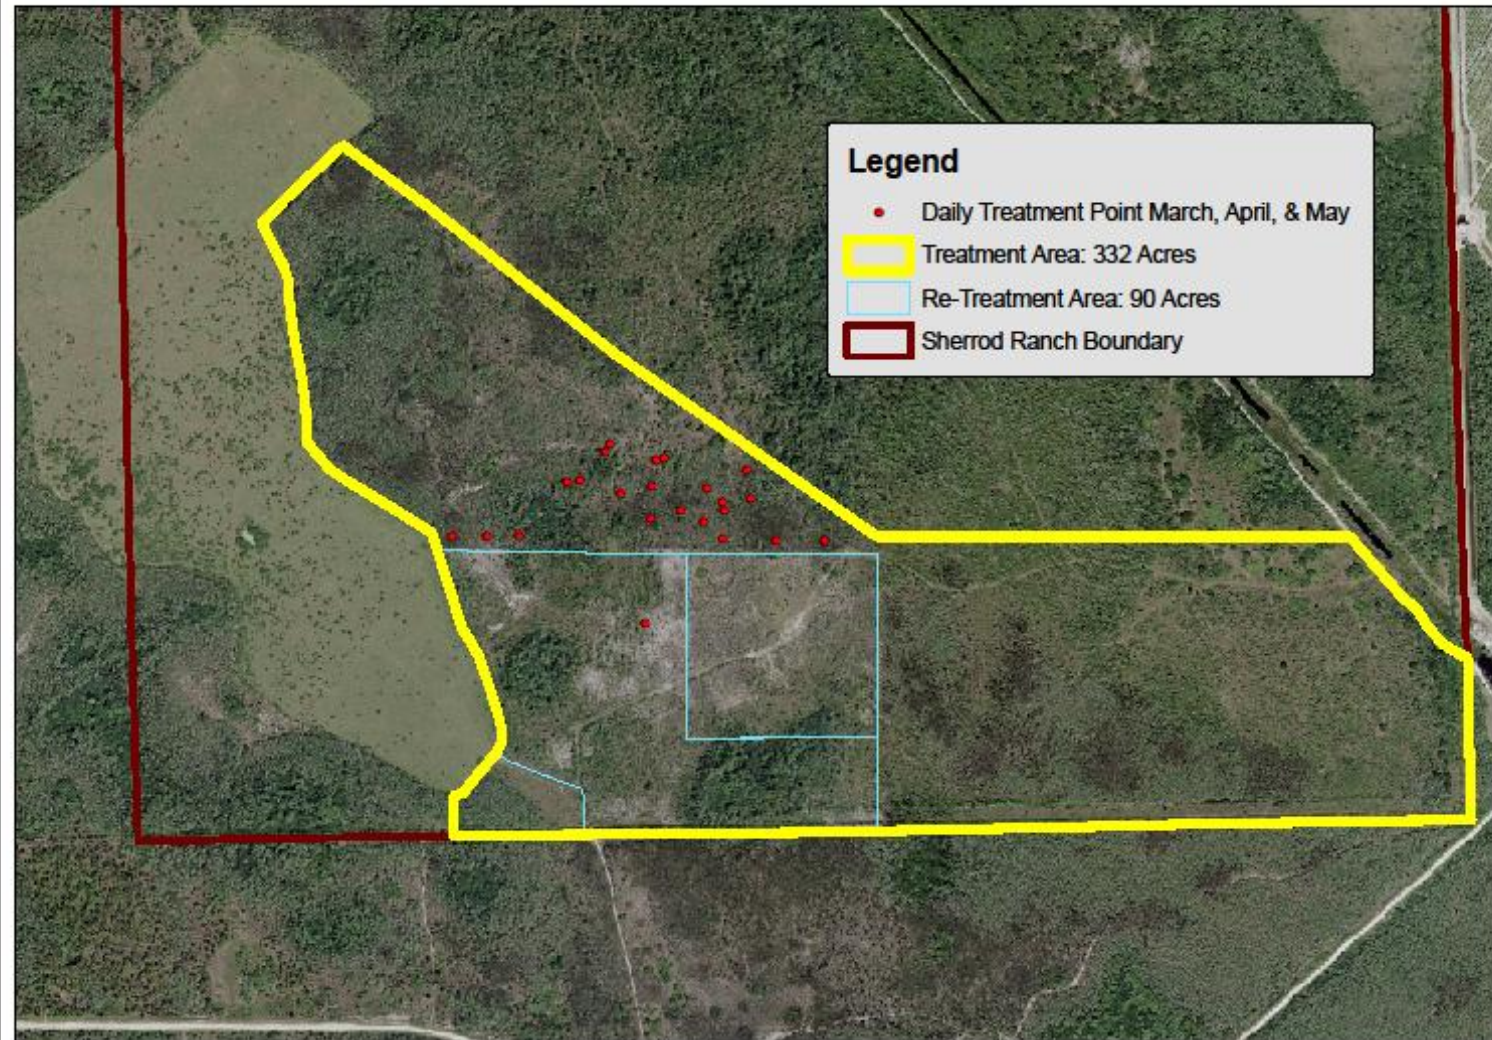 Legend
Daily Treatment Point March, April, & May
Treatment Area: 332 Acres
Re-Treatment Area: 90 Acres
Sherrod Ranch Boundary